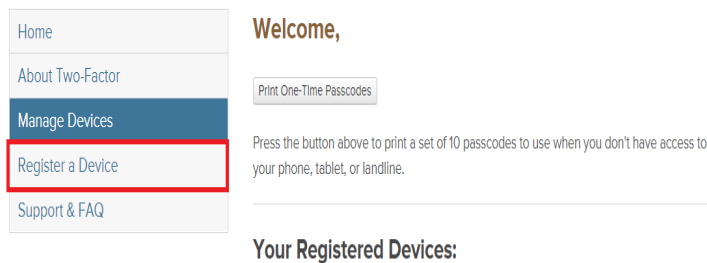 Home
About Two-Factor
Manage Devices
Register a Device
Support & FAQ
Welcome,
Print One-Time Passcodes
Press the button above to print a set of 10 passcodes to use when you don't have access to
your phone, tablet, or landline.
Your Registered Devices: